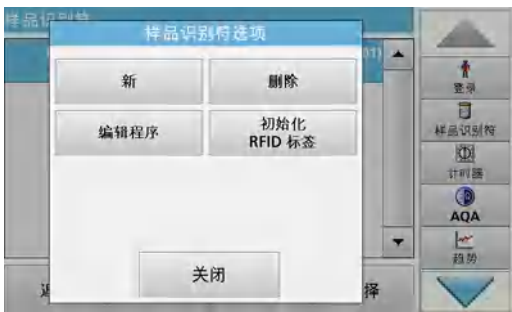 样品识别符
样品识别符选项
01)
新
删除
登录
编辑程序
初始化
RFID 标签
样品识别符
计时器
AQA
趋势
关闭
择